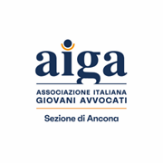 aiga
ASSOCIAZIONE ITALIANA
GIOVANI AVVOCATI
Sezione di Ancona